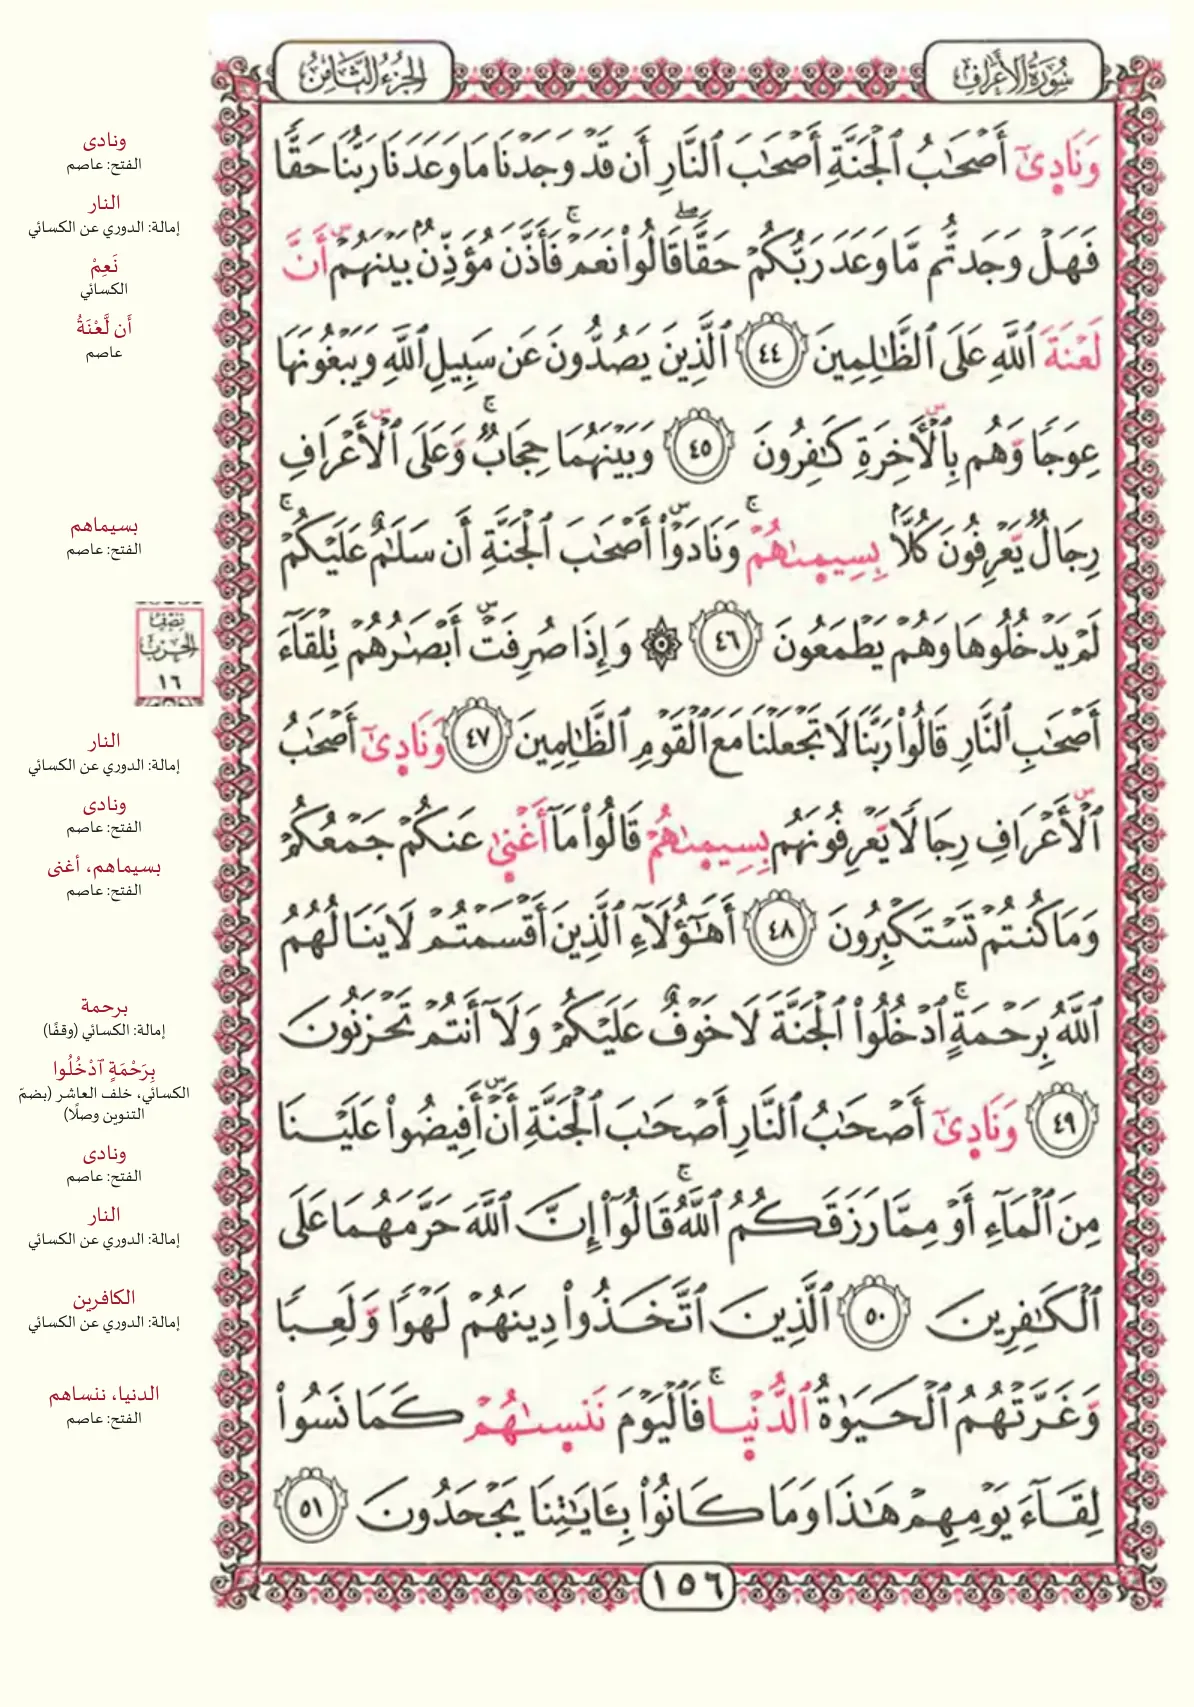 سُورَةُ الأَعْرَافِ
الجُزْءُ الثَّامِنُ
وَنَادِىٰٓ أَصْحَٰبُ ٱلْجَنَّةِ أَصْحَٰبَ ٱلنَّارِ أَن قَدْ وَجَدْنَا مَا وَعَدَنَا رَبُّنَا حَقًّا
فَهَلْ وَجَدتُّم مَّا وَعَدَ رَبُّكُمْ حَقًّا ۖ قَالُوا۟ نَعَمْ ۚ فَأَذَّنَ مُؤَذِّنٌۢ بَيْنَهُمْ أَنَّ
لَعْنَةَ ٱللَّهِ عَلَى ٱلظَّٰلِمِينَ ٤٤ ٱلَّذِينَ يَصُدُّونَ عَن سَبِيلِ ٱللَّهِ وَيَبْغُونَهَا
عِوَجًا وَّهُم بِٱلْأَخِرَةِ كَٰفِرُونَ ٤٥ وَبَيْنَهُمَا حِجَابٌ ۚ وَّعَلَى ٱلْأَعْرَافِ
رِجَالٌ يَّعْرِفُونَ كُلًّۢا بِسِيمِىٰهُمْ ۚ وَنَادَوْا۟ أَصْحَٰبَ ٱلْجَنَّةِ أَن سَلَٰمٌ عَلَيْكُمْ ۚ
لَمْ يَدْخُلُوهَا وَهُمْ يَطْمَعُونَ ٤٦ ۞ وَإِذَا صُرِفَتْ أَبْصَٰرُهُمْ تِلْقَآءَ
أَصْحَٰبِ ٱلنَّارِ قَالُوا۟ رَبَّنَا لَا تَجْعَلْنَا مَعَ ٱلْقَوْمِ ٱلظَّٰلِمِينَ ٤٧ وَنَادِىٰٓ أَصْحَٰبُ
ٱلْأَعْرَافِ رِجَالًا يَّعْرِفُونَهُم بِسِيمِىٰهُمْ قَالُوا۟ مَآ أَغْنِىٰ عَنكُمْ جَمْعُكُمْ
وَمَا كُنتُمْ تَسْتَكْبِرُونَ ٤٨ أَهَٰٓؤُلَآءِ ٱلَّذِينَ أَقْسَمْتُمْ لَا يَنَالُهُمُ
ٱللَّهُ بِرَحْمَةٍ ۚ ٱدْخُلُوا۟ ٱلْجَنَّةَ لَا خَوْفٌ عَلَيْكُمْ وَلَآ أَنتُمْ تَحْزَنُونَ
٤٩ وَنَادِىٰٓ أَصْحَٰبُ ٱلنَّارِ أَصْحَٰبَ ٱلْجَنَّةِ أَنْ أَفِيضُوا۟ عَلَيْنَا
مِنَ ٱلْمَآءِ أَوْ مِمَّا رَزَقَكُمُ ٱللَّهُ ۚ قَالُوٓا۟ إِنَّ ٱللَّهَ حَرَّمَهُمَا عَلَى
ٱلْكَٰفِرِينَ ٥٠ ٱلَّذِينَ ٱتَّخَذُوا۟ دِينَهُمْ لَهْوًا وَّلَعِبًا
وَّغَرَّتْهُمُ ٱلْحَيَوٰةُ ٱلدُّنْيِا ۚ فَٱلْيَوْمَ نَنسِىٰهُمْ كَمَا نَسُوا۟
لِقَآءَ يَوْمِهِمْ هَٰذَا وَمَا كَانُوا۟ بِـَٔايَٰتِنَا يَجْحَدُونَ ٥١
١٥٦
ونادى
الفتح: عاصم
النار
إمالة: الدوري عن الكسائي
نَعِمْ
الكسائي
أَن لَّعْنَةُ
عاصم
بسيماهم
الفتح: عاصم
نصف
الحزب
١٦
النار
إمالة: الدوري عن الكسائي
ونادى
الفتح: عاصم
بسيماهم، أغنى
الفتح: عاصم
برحمة
إمالة: الكسائي (وقفًا)
بِرَحْمَةٍ ٱدْخُلُوا
الكسائي، خلف العاشر (بضمّ
التنوين وصلًا)
ونادى
الفتح: عاصم
النار
إمالة: الدوري عن الكسائي
الكافرين
إمالة: الدوري عن الكسائي
الدنيا، ننساهم
الفتح: عاصم